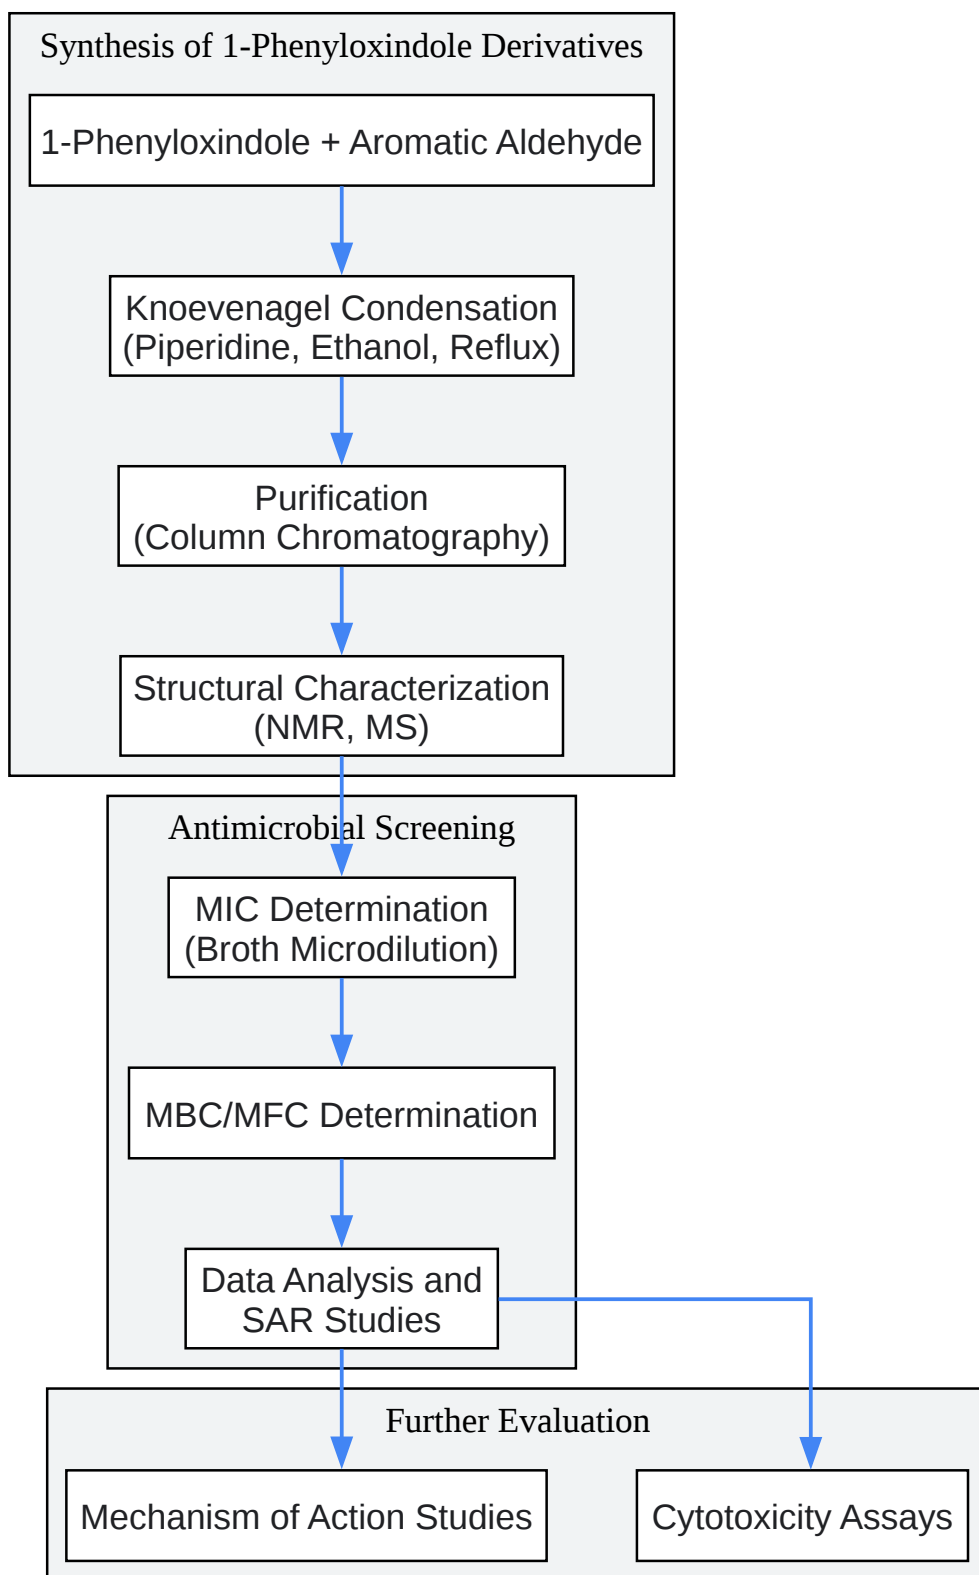 Synthesis of 1-Phenyloxindole Derivatives
1-Phenyloxindole + Aromatic Aldehyde
Knoevenagel Condensation
(Piperidine, Ethanol, Reflux)
Purification
(Column Chromatography)
Structural Characterization
(NMR, MS)
Antimicrobial Screening
MIC Determination
(Broth Microdilution)
MBC/MFC Determination
Data Analysis and
SAR Studies
Further Evaluation
Mechanism of Action Studies
Cytotoxicity Assays